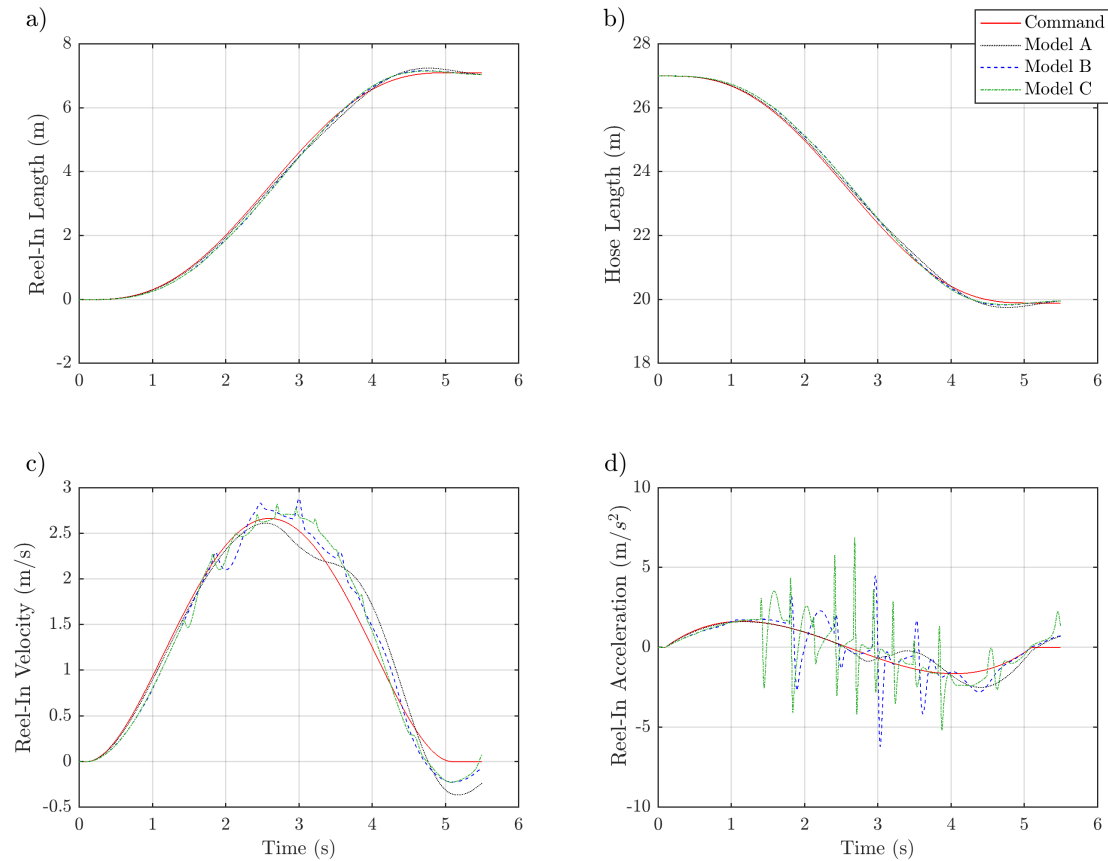 a)
8
6
4
2
0
-2
0 1 2 3 4 5 6
Reel-In Length (m)
b)
Command
Model A
Model B
Model C
28
26
24
22
20
18
0 1 2 3 4 5 6
Hose Length (m)
c)
3
2.5
2
1.5
1
0.5
0
-0.5
0 1 2 3 4 5 6
Reel-In Velocity (m/s)
Time (s)
d)
10
5
0
-5
-10
0 1 2 3 4 5 6
Reel-In Acceleration (m/s²)
Time (s)